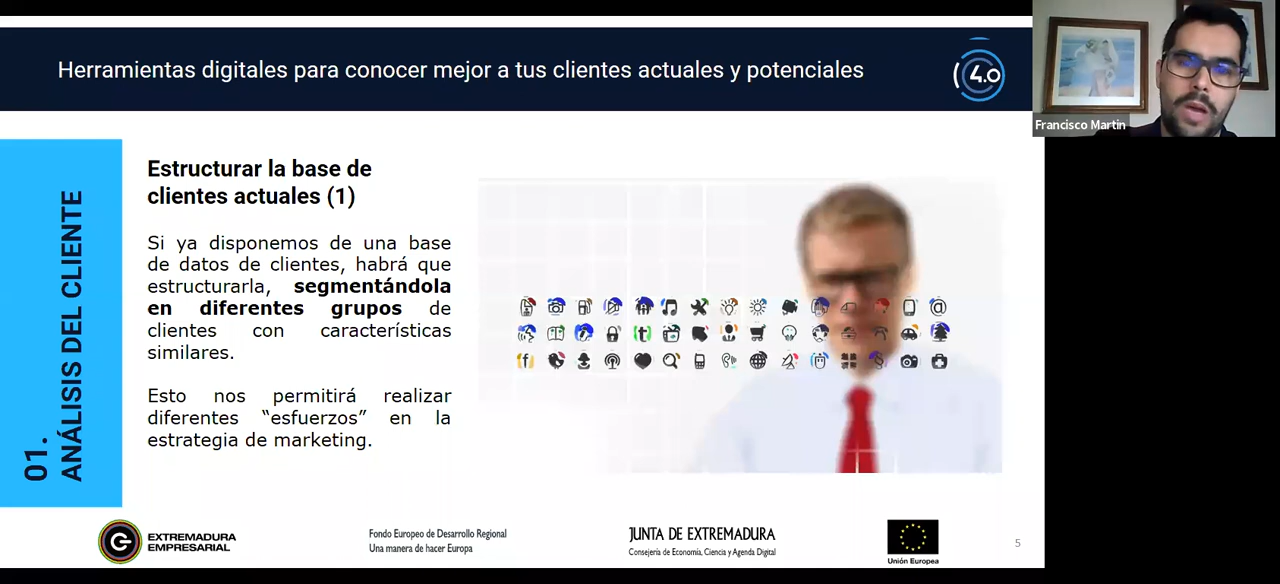 Herramientas digitales para conocer mejor a tus clientes actuales y potenciales
4.0
Francisco Martin
01.
ANÁLISIS DEL CLIENTE
Estructurar la base de
clientes actuales (1)
Si ya disponemos de una base
de datos de clientes, habrá que
estructurarla, segmentándola
en diferentes grupos de
clientes con características
similares.
Esto nos permitirá realizar
diferentes “esfuerzos” en la
estrategia de marketing.
EXTREMADURA
EMPRESARIAL
Fondo Europeo de Desarrollo Regional
Una manera de hacer Europa
JUNTA DE EXTREMADURA
Consejería de Economía, Ciencia y Agenda Digital
Unión Europea
5